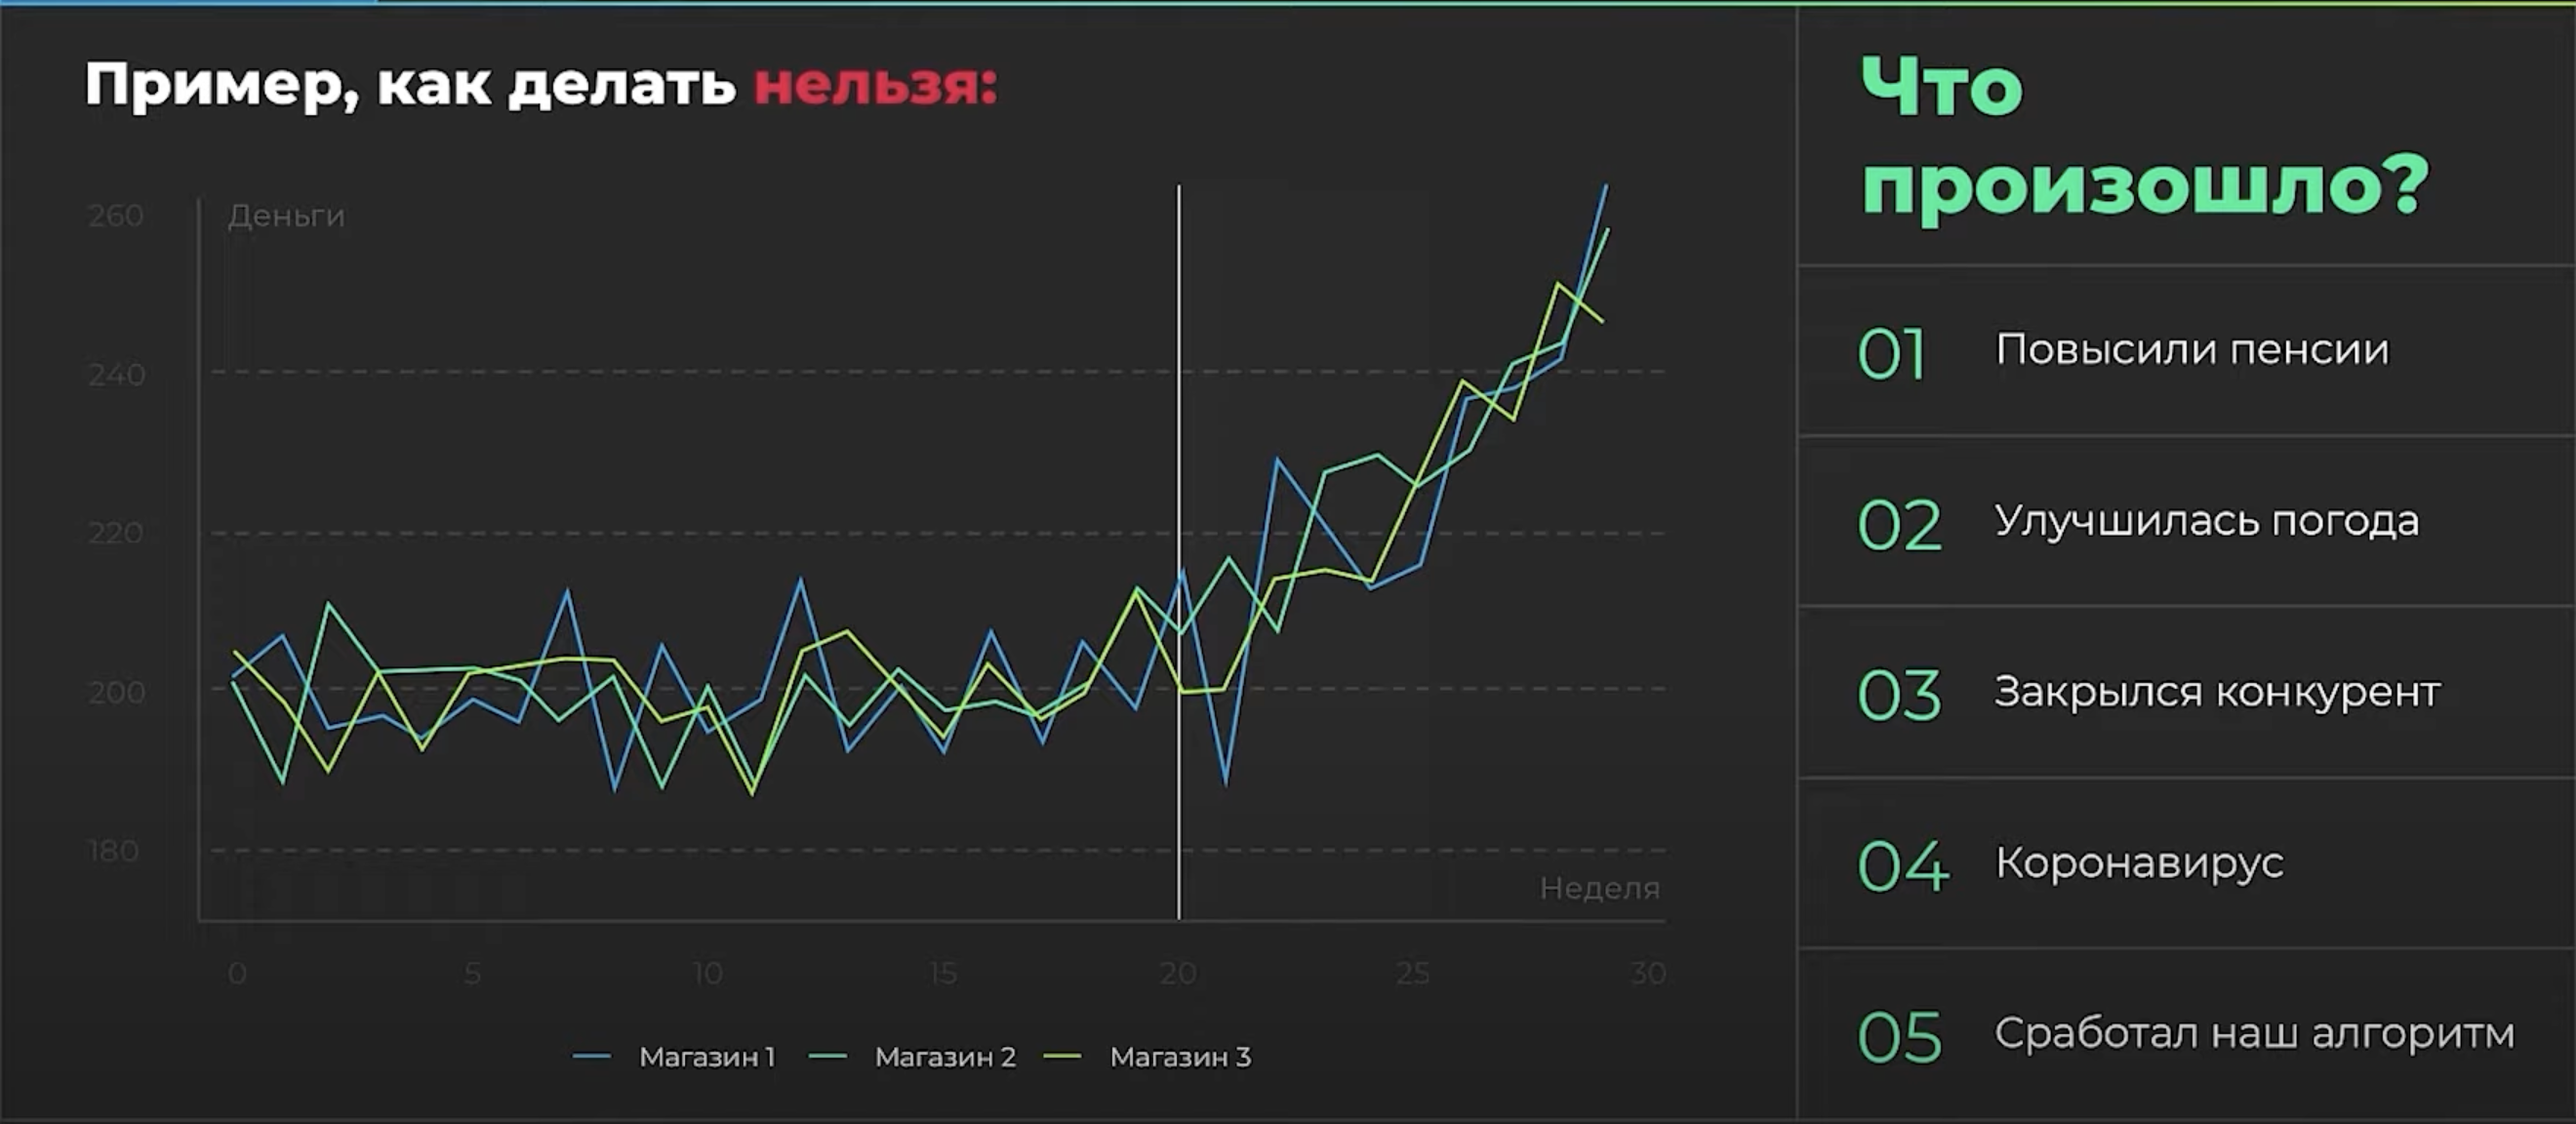 Пример, как делать нельзя:
260
Деньги
240
220
200
180
Неделя
0 5 10 15 20 25 30
Магазин 1 Магазин 2 Магазин 3
Что
произошло?
01 Повысили пенсии
02 Улучшилась погода
03 Закрылся конкурент
04 Коронавирус
05 Сработал наш алгоритм